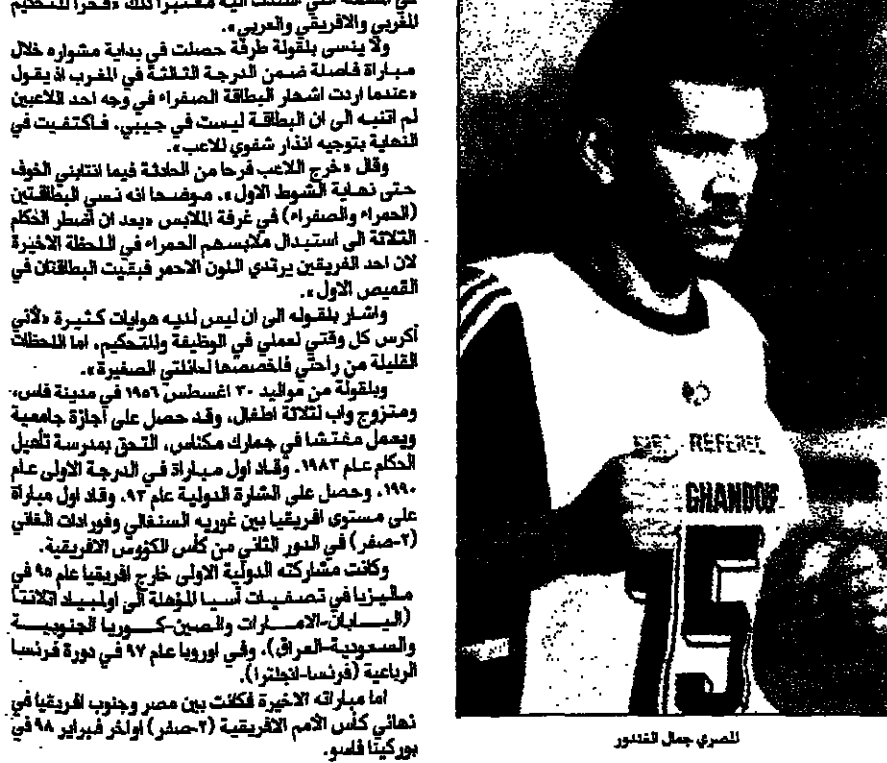 في المهمة التي اسندت اليه معتبرا ذلك «فخرا للتحكيم
المغربي والافريقي والعربي».
ولا ينسى بلقولة طرفة حصلت في بداية مشواره خلال
مباراة فاصلة ضمن الدرجة الثالثة في المغرب اذ يقول
«عندما اردت اشهار البطاقة الصفراء في وجه احد اللاعبين
لم اتنبه الى ان البطاقة ليست في جيبي. فاكتفيت في
النهاية بتوجيه انذار شفوي للاعب».
وقال «خرج اللاعب فرحا من الحادثة فيما انتابني الخوف
حتى نهاية الشوط الاول». موضحا انه نسي البطاقتين
(الحمراء والصفراء) في غرفة الملابس «بعد ان اضطر الحكام
الثلاثة الى استبدال ملابسهم الحمراء في اللحظة الاخيرة
لان احد الفريقين يرتدي اللون الاحمر فبقيت البطاقتان في
القميص الاول».
واشار بلقوله الى ان ليس لديه هوايات كثيرة «لأني
أكرس كل وقتي لعملي في الوظيفة وللتحكيم. اما اللحظات
القليلة من راحتي فاخصصها لعائلتي الصغيرة».
وبلقولة من مواليد ٣٠ اغسطس ١٩٥٦ في مدينة فاس،
ومتزوج واب لثلاثة اطفال، وقد حصل على اجازة جامعية
ويعمل مفتشا في جمارك مكناس، التحق بمدرسة تأهيل
الحكام عام ١٩٨٣. وقاد اول مباراة في الدرجة الاولى عام
١٩٩٠. وحصل على الشارة الدولية عام ٩٣. وقاد اول مباراة
على مستوى افريقيا بين غوريه السنغالي وفورادات الغاني
(٢-صفر) في الدور الثاني من كأس الكؤوس الافريقية.
وكانت مشاركته الدولية الاولى خارج افريقيا عام ٩٥ في
ماليزيا في تصفيات آسيا المؤهلة الى اولمبياد اتلانتا
(اليابان-الامارات والصين-كوريا الجنوبية
والسعودية-العراق). وفي اوروبا عام ٩٧ في دورة فرنسا
الرباعية (فرنسا-انجلترا).
اما مباراته الاخيرة فكانت بين مصر وجنوب افريقيا في
نهائي كأس الأمم الافريقية (٢-صفر) اواخر فبراير ٩٨ في
بوركينا فاسو.
REFEREE
GHANDOUR
5
المصري جمال الغندور